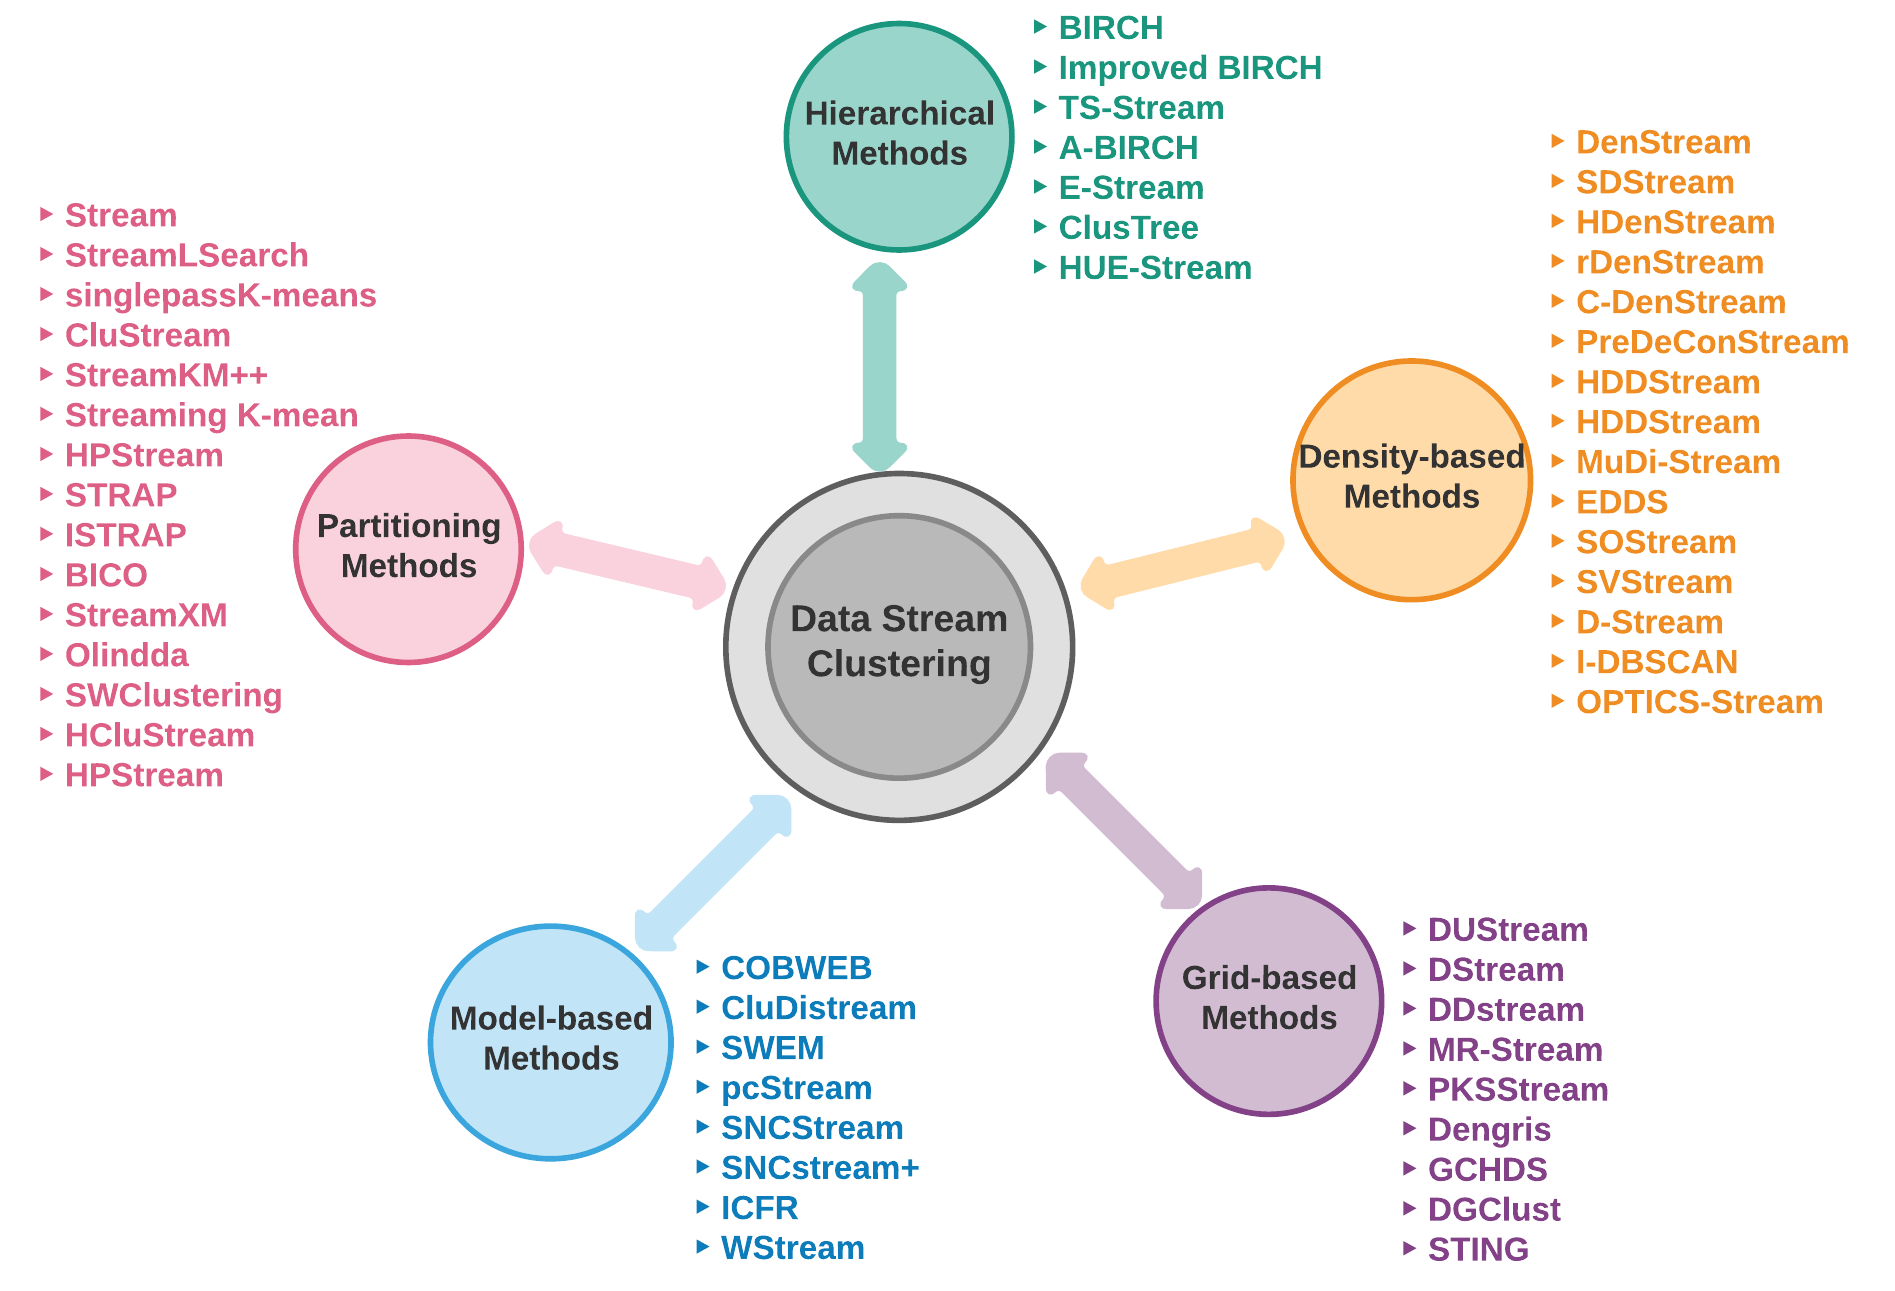 Hierarchical
Methods
BIRCH
Improved BIRCH
TS-Stream
A-BIRCH
E-Stream
ClusTree
HUE-Stream
Stream
StreamLSearch
singlepassK-means
CluStream
StreamKM++
Streaming K-mean
HPStream
STRAP
ISTRAP
BICO
StreamXM
Olindda
SWClustering
HCluStream
HPStream
Partitioning
Methods
Data Stream
Clustering
Density-based
Methods
DenStream
SDStream
HDenStream
rDenStream
C-DenStream
PreDeConStream
HDDStream
HDDStream
MuDi-Stream
EDDS
SOStream
SVStream
D-Stream
I-DBSCAN
OPTICS-Stream
Model-based
Methods
COBWEB
CluDistream
SWEM
pcStream
SNCStream
SNCstream+
ICFR
WStream
Grid-based
Methods
DUStream
DStream
DDstream
MR-Stream
PKSStream
Dengris
GCHDS
DGClust
STING